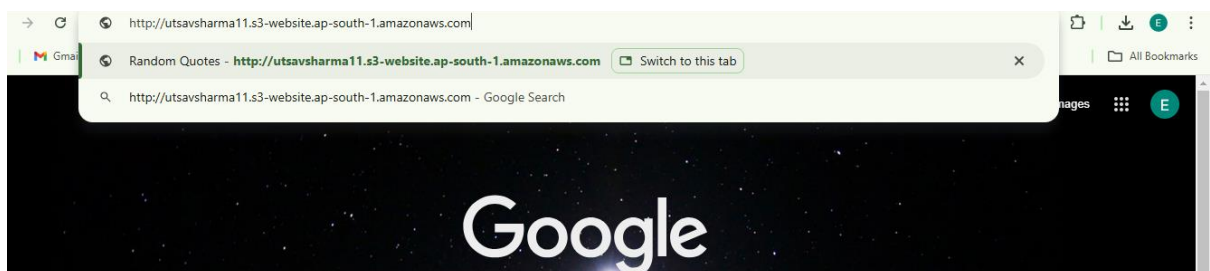 http://utsavsharma11.s3-website.ap-south-1.amazonaws.com
E
Gmai
Random Quotes - http://utsavsharma11.s3-website.ap-south-1.amazonaws.com Switch to this tab
All Bookmarks
http://utsavsharma11.s3-website.ap-south-1.amazonaws.com - Google Search
nages E
Google